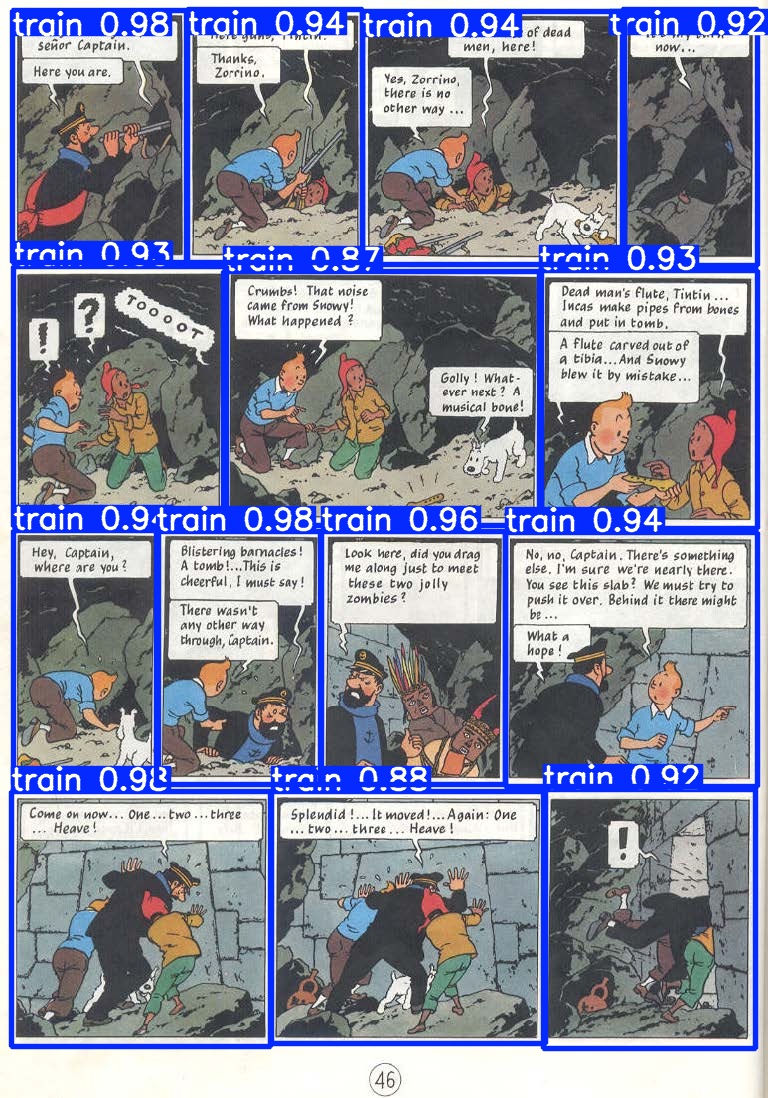 train 0.98
train 0.94
train 0.94
train 0.92
señor Captain.
Here you are.
Thanks,
Zorrino.
of dead
men, here!
Yes, Zorrino,
there is no
other way ...
now...
train 0.93
train 0.87
train 0.93
!
?
TOOOOT
Crumbs! That noise
came from Snowy!
What happened?
Golly! What-
ever next? A
musical bone!
Dead man's flute, Tintin...
Incas make pipes from bones
and put in tomb.
A flute carved out of
a tibia...And Snowy
blew it by mistake...
train 0.9
train 0.98
train 0.96
train 0.94
Hey, Captain,
where are you?
Blistering barnacles!
A tomb!...This is
cheerful, I must say!
There wasn't
any other way
through, Captain.
Look here, did you drag
me along just to meet
these two jolly
zombies?
No, no, Captain. There's something
else. I'm sure we're nearly there.
You see this slab? We must try to
push it over. Behind it there might
be...
What a
hope!
train 0.98
train 0.88
train 0.92
Come on now... One...two...three
... Heave!
Splendid!... It moved!...Again: One
...two... three... Heave!
!
46